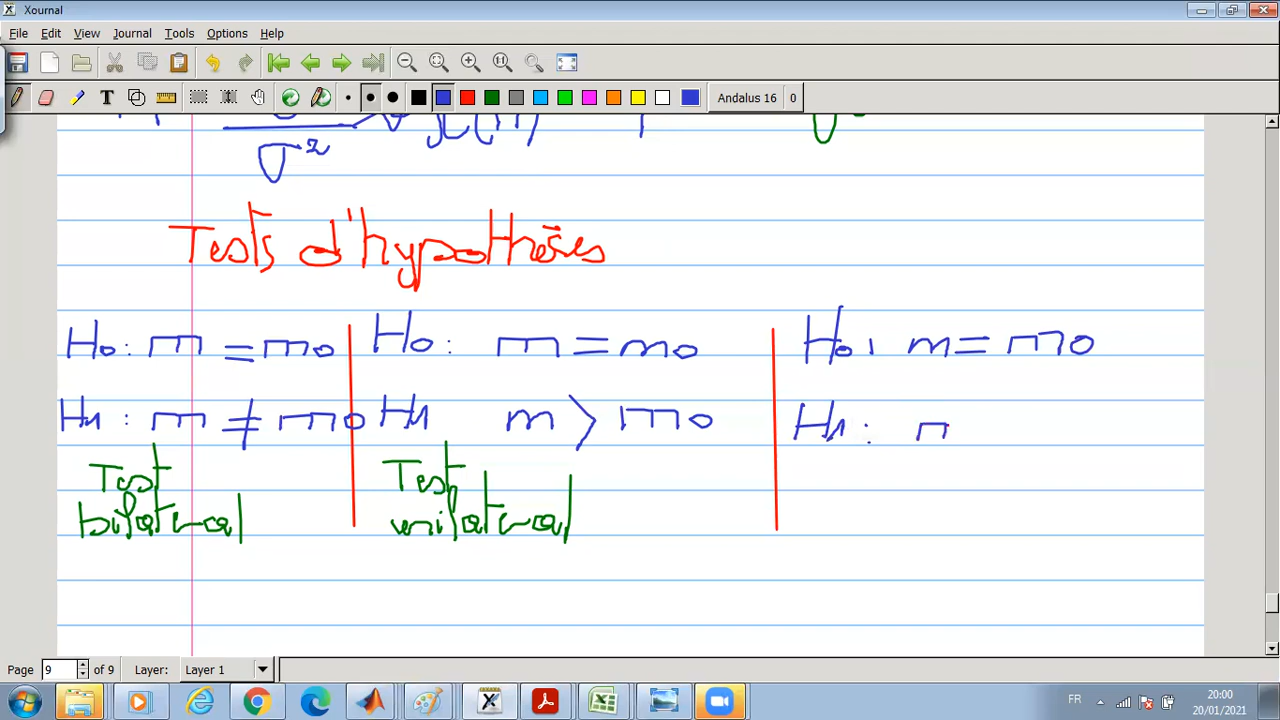 Xournal
File Edit View Journal Tools Options Help
Andalus 16 0
σ²
Tests d'hypothèses
H0 : m = m0
H1 : m ≠ m0
Test
bilatéral
H0 : m = m0
H1 m > m0
Test
unilatéral
H0 : m = m0
H1 : m
Page 9 of 9 Layer: Layer 1
FR
20:00
20/01/2021